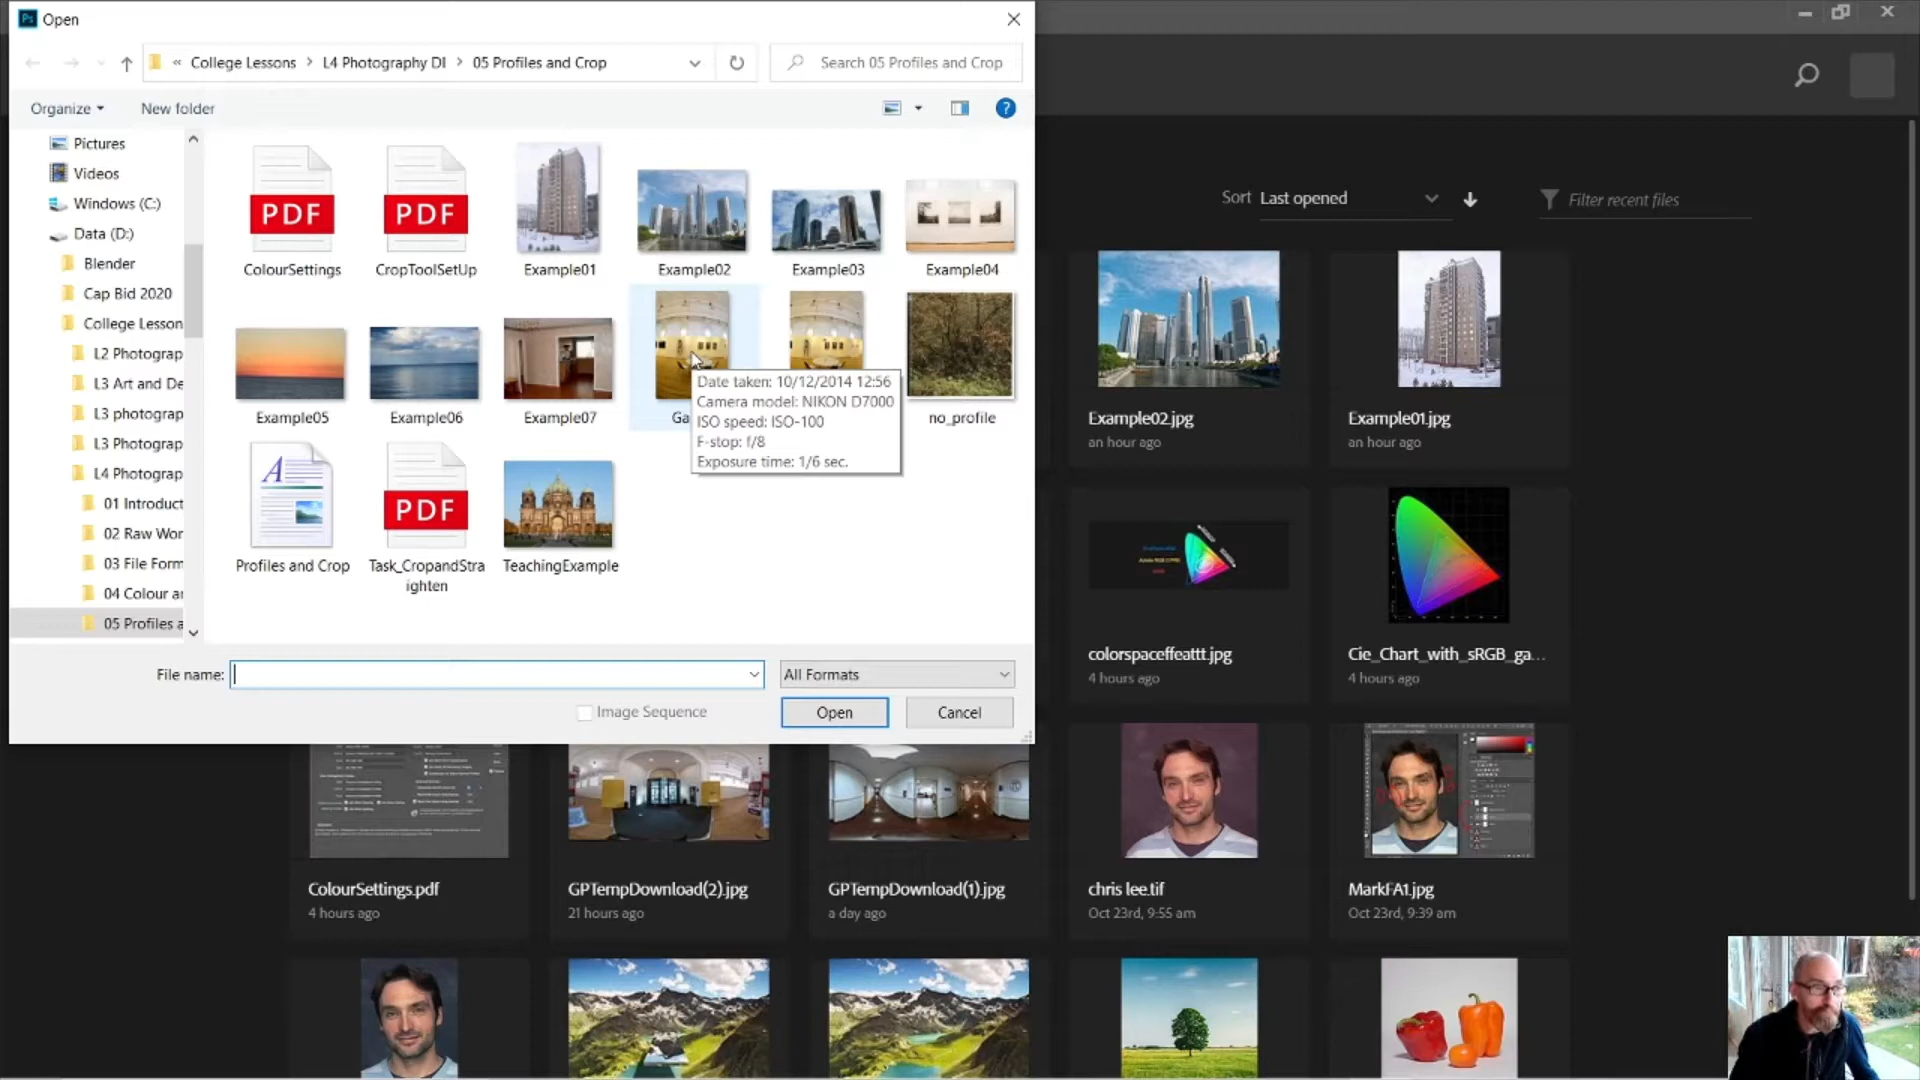 Ps Open
« College Lessons > L4 Photography DI > 05 Profiles and Crop
Search 05 Profiles and Crop
Organize
New folder
?
Pictures
Videos
Windows (C:)
Data (D:)
Blender
Cap Bid 2020
College Lesson
L2 Photograp
L3 Art and De
L3 photograp
L3 Photograp
L4 Photograp
01 Introduct
02 Raw Wor
03 File Form
04 Colour ar
05 Profiles a
PDF
ColourSettings
PDF
CropToolSetUp
Example01
Example02
Example03
Example04
Example05
Example06
Example07
Ga
no_profile
Date taken: 10/12/2014 12:56
Camera model: NIKON D7000
ISO speed: ISO-100
F-stop: f/8
Exposure time: 1/6 sec.
A
Profiles and Crop
PDF
Task_CropandStra
ighten
TeachingExample
File name:
All Formats
Image Sequence
Open
Cancel
Sort Last opened
Filter recent files
Example02.jpg
an hour ago
Example01.jpg
an hour ago
colorspaceffeattt.jpg
4 hours ago
Cie_Chart_with_sRGB_ga...
4 hours ago
ColourSettings.pdf
4 hours ago
GPTempDownload(2).jpg
21 hours ago
GPTempDownload(1).jpg
a day ago
chris lee.tif
Oct 23rd, 9:55 am
MarkFA1.jpg
Oct 23rd, 9:39 am